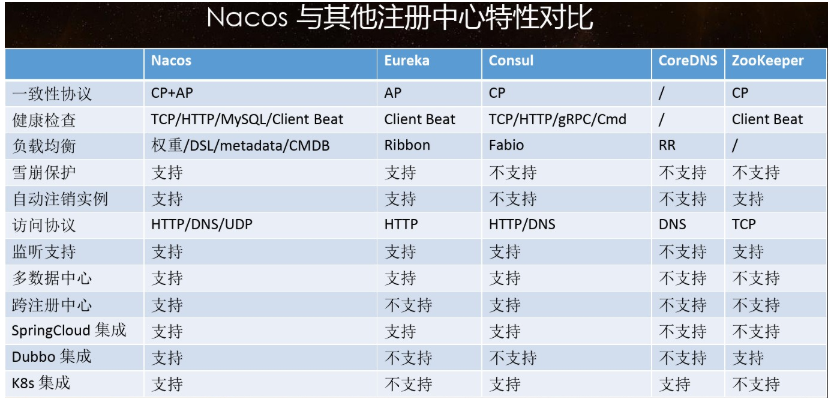 Nacos 与其他注册中心特性对比
Nacos Eureka Consul CoreDNS ZooKeeper
一致性协议 CP+AP AP CP / CP
健康检查 TCP/HTTP/MySQL/Client Beat Client Beat TCP/HTTP/gRPC/Cmd / Client Beat
负载均衡 权重/DSL/metadata/CMDB Ribbon Fabio RR /
雪崩保护 支持 支持 不支持 不支持 不支持
自动注销实例 支持 支持 不支持 不支持 支持
访问协议 HTTP/DNS/UDP HTTP HTTP/DNS DNS TCP
监听支持 支持 支持 支持 不支持 支持
多数据中心 支持 支持 支持 不支持 不支持
跨注册中心 支持 不支持 支持 不支持 不支持
SpringCloud 集成 支持 支持 支持 不支持 不支持
Dubbo 集成 支持 不支持 不支持 不支持 支持
K8s 集成 支持 不支持 支持 支持 不支持